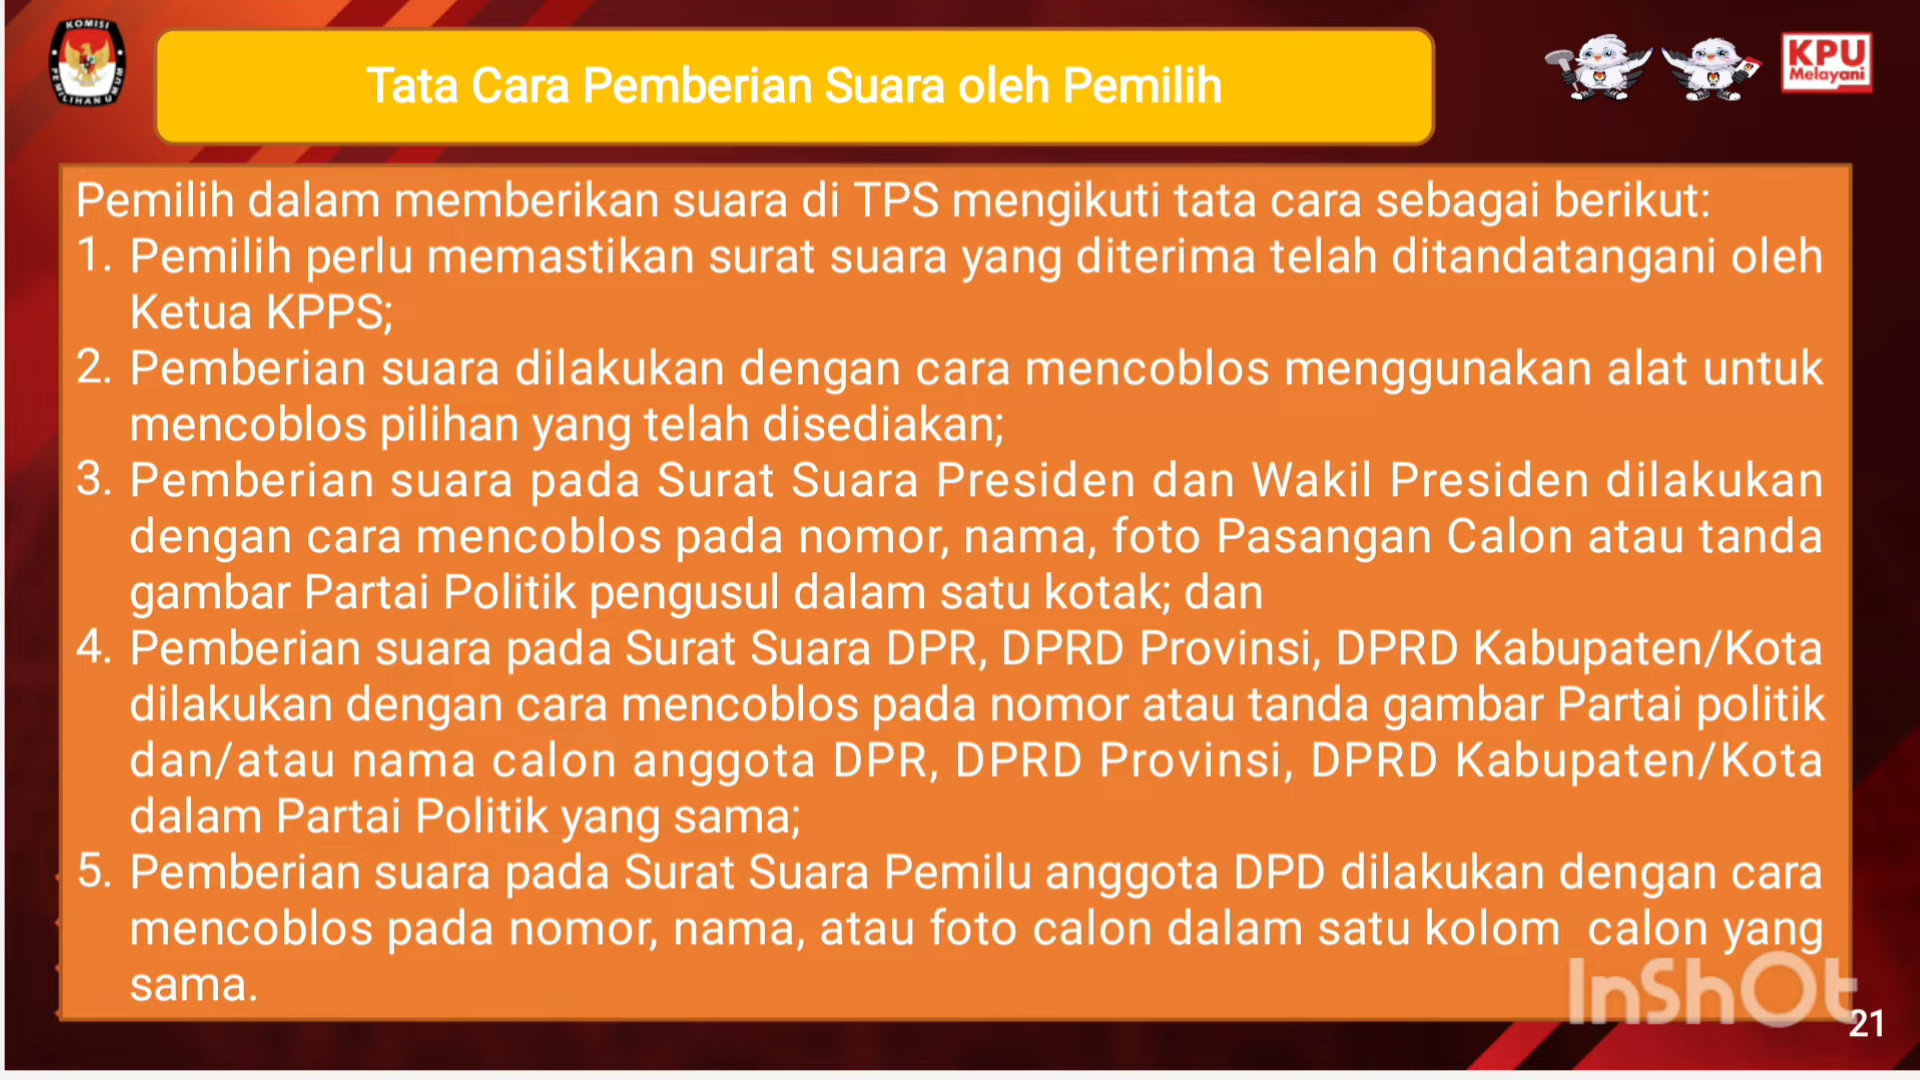 KOMISI
PEMILIHAN UMUM
Tata Cara Pemberian Suara oleh Pemilih
KPU
Melayani
Pemilih dalam memberikan suara di TPS mengikuti tata cara sebagai berikut:
1. Pemilih perlu memastikan surat suara yang diterima telah ditandatangani oleh
Ketua KPPS;
2. Pemberian suara dilakukan dengan cara mencoblos menggunakan alat untuk
mencoblos pilihan yang telah disediakan;
3. Pemberian suara pada Surat Suara Presiden dan Wakil Presiden dilakukan
dengan cara mencoblos pada nomor, nama, foto Pasangan Calon atau tanda
gambar Partai Politik pengusul dalam satu kotak; dan
4. Pemberian suara pada Surat Suara DPR, DPRD Provinsi, DPRD Kabupaten/Kota
dilakukan dengan cara mencoblos pada nomor atau tanda gambar Partai politik
dan/atau nama calon anggota DPR, DPRD Provinsi, DPRD Kabupaten/Kota
dalam Partai Politik yang sama;
5. Pemberian suara pada Surat Suara Pemilu anggota DPD dilakukan dengan cara
mencoblos pada nomor, nama, atau foto calon dalam satu kolom calon yang
sama.
InShOt
21